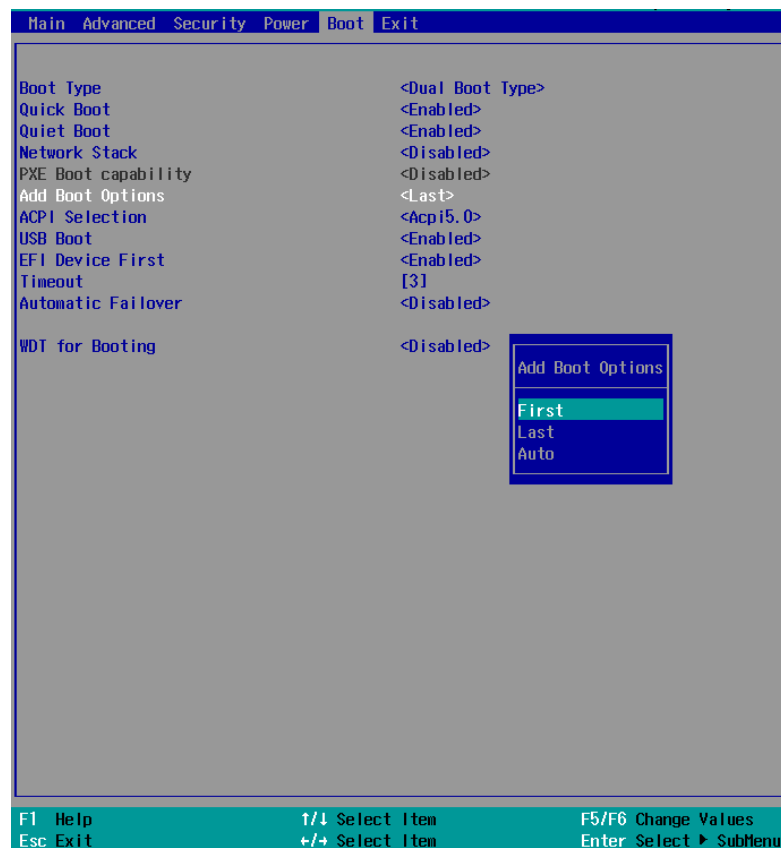 Main Advanced Security Power Boot Exit
Boot Type <Dual Boot Type>
Quick Boot <Enabled>
Quiet Boot <Enabled>
Network Stack <Disabled>
PXE Boot capability <Disabled>
Add Boot Options <Last>
ACPI Selection <Acpi5.0>
USB Boot <Enabled>
EFI Device First <Enabled>
Timeout [3]
Automatic Failover <Disabled>
WDT for Booting <Disabled>
Add Boot Options
First
Last
Auto
F1 Help ↑/↓ Select Item F5/F6 Change Values
Esc Exit ←/→ Select Item Enter Select ▶ SubMenu